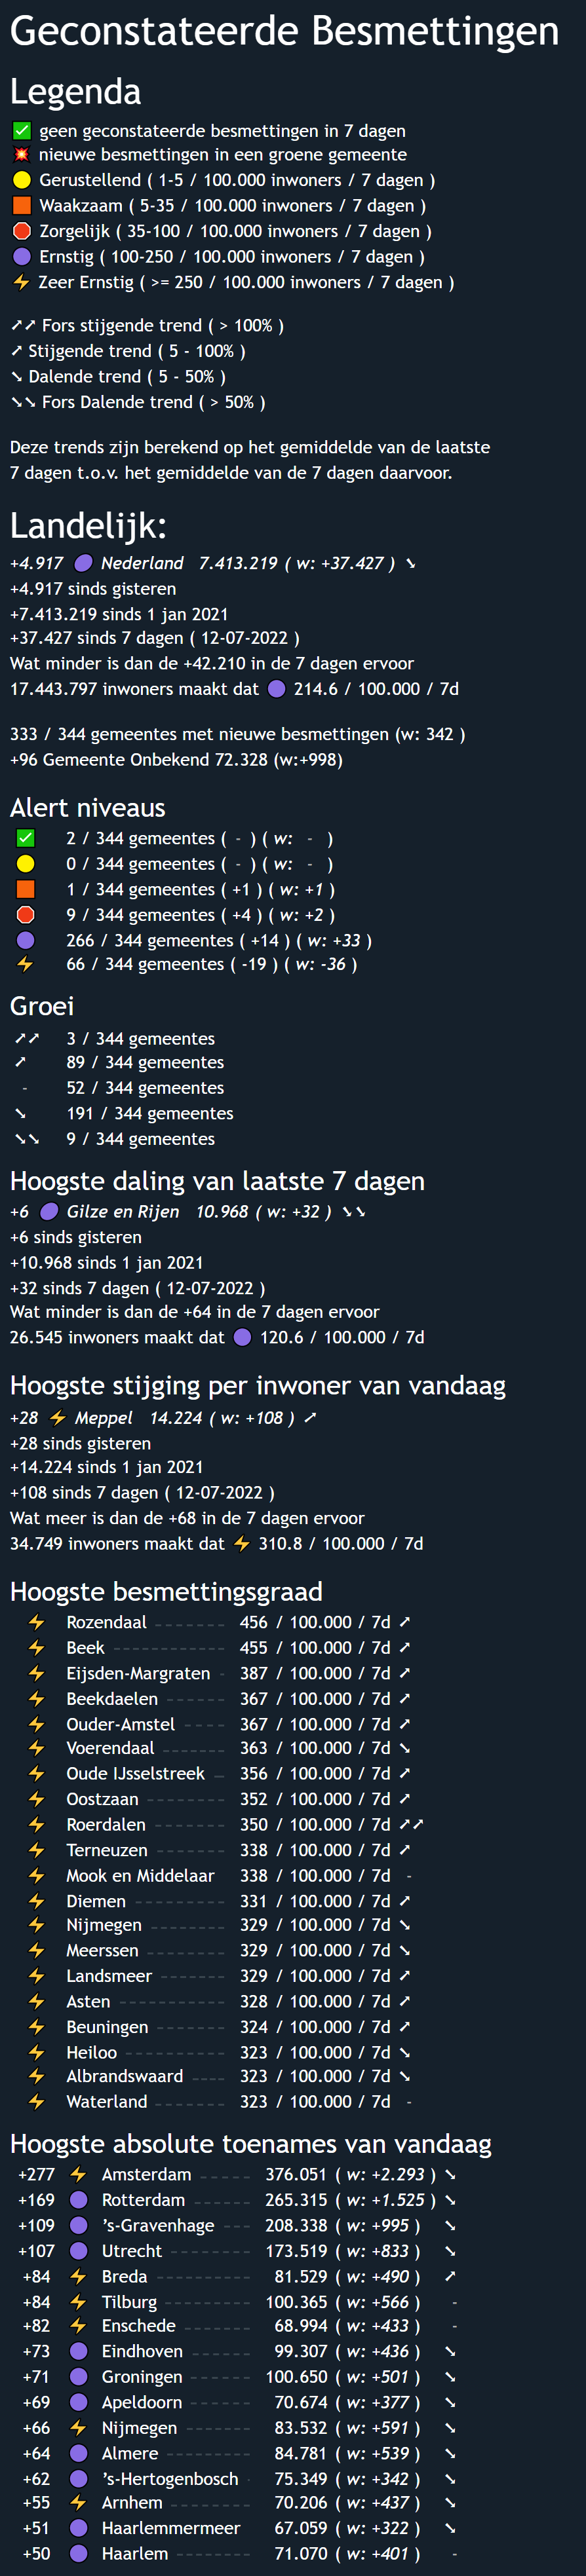 Geconstateerde Besmettingen
Legenda
✅ geen geconstateerde besmettingen in 7 dagen
💥 nieuwe besmettingen in een groene gemeente
🟡 Gerustellend ( 1-5 / 100.000 inwoners / 7 dagen )
🟧 Waakzaam ( 5-35 / 100.000 inwoners / 7 dagen )
🛑 Zorgelijk ( 35-100 / 100.000 inwoners / 7 dagen )
🟣 Ernstig ( 100-250 / 100.000 inwoners / 7 dagen )
⚡ Zeer Ernstig ( >= 250 / 100.000 inwoners / 7 dagen )
➚➚ Fors stijgende trend ( > 100% )
➚ Stijgende trend ( 5 - 100% )
➘ Dalende trend ( 5 - 50% )
➘➘ Fors Dalende trend ( > 50% )
Deze trends zijn berekend op het gemiddelde van de laatste
7 dagen t.o.v. het gemiddelde van de 7 dagen daarvoor.
Landelijk:
+4.917 🟣 Nederland 7.413.219 ( w: +37.427 ) ➘
+4.917 sinds gisteren
+7.413.219 sinds 1 jan 2021
+37.427 sinds 7 dagen ( 12-07-2022 )
Wat minder is dan de +42.210 in de 7 dagen ervoor
17.443.797 inwoners maakt dat 🟣 214.6 / 100.000 / 7d
333 / 344 gemeentes met nieuwe besmettingen (w: 342 )
+96 Gemeente Onbekend 72.328 (w:+998)
Alert niveaus
✅ 2 / 344 gemeentes ( - ) ( w: - )
🟡 0 / 344 gemeentes ( - ) ( w: - )
🟧 1 / 344 gemeentes ( +1 ) ( w: +1 )
🛑 9 / 344 gemeentes ( +4 ) ( w: +2 )
🟣 266 / 344 gemeentes ( +14 ) ( w: +33 )
⚡ 66 / 344 gemeentes ( -19 ) ( w: -36 )
Groei
➚➚ 3 / 344 gemeentes
➚ 89 / 344 gemeentes
- 52 / 344 gemeentes
➘ 191 / 344 gemeentes
➘➘ 9 / 344 gemeentes
Hoogste daling van laatste 7 dagen
+6 🟣 Gilze en Rijen 10.968 ( w: +32 ) ➘➘
+6 sinds gisteren
+10.968 sinds 1 jan 2021
+32 sinds 7 dagen ( 12-07-2022 )
Wat minder is dan de +64 in de 7 dagen ervoor
26.545 inwoners maakt dat 🟣 120.6 / 100.000 / 7d
Hoogste stijging per inwoner van vandaag
+28 ⚡ Meppel 14.224 ( w: +108 ) ➚
+28 sinds gisteren
+14.224 sinds 1 jan 2021
+108 sinds 7 dagen ( 12-07-2022 )
Wat meer is dan de +68 in de 7 dagen ervoor
34.749 inwoners maakt dat ⚡ 310.8 / 100.000 / 7d
Hoogste besmettingsgraad
⚡ Rozendaal 456 / 100.000 / 7d ➚
⚡ Beek 455 / 100.000 / 7d ➚
⚡ Eijsden-Margraten 387 / 100.000 / 7d ➚
⚡ Beekdaelen 367 / 100.000 / 7d ➚
⚡ Ouder-Amstel 367 / 100.000 / 7d ➚
⚡ Voerendaal 363 / 100.000 / 7d ➘
⚡ Oude IJsselstreek 356 / 100.000 / 7d ➚
⚡ Oostzaan 352 / 100.000 / 7d ➚
⚡ Roerdalen 350 / 100.000 / 7d ➚➚
⚡ Terneuzen 338 / 100.000 / 7d ➚
⚡ Mook en Middelaar 338 / 100.000 / 7d -
⚡ Diemen 331 / 100.000 / 7d ➚
⚡ Nijmegen 329 / 100.000 / 7d ➘
⚡ Meerssen 329 / 100.000 / 7d ➘
⚡ Landsmeer 329 / 100.000 / 7d ➚
⚡ Asten 328 / 100.000 / 7d ➚
⚡ Beuningen 324 / 100.000 / 7d ➚
⚡ Heiloo 323 / 100.000 / 7d ➘
⚡ Albrandswaard 323 / 100.000 / 7d ➘
⚡ Waterland 323 / 100.000 / 7d -
Hoogste absolute toenames van vandaag
+277 ⚡ Amsterdam 376.051 ( w: +2.293 ) ➘
+169 🟣 Rotterdam 265.315 ( w: +1.525 ) ➘
+109 🟣 's-Gravenhage 208.338 ( w: +995 ) ➘
+107 🟣 Utrecht 173.519 ( w: +833 ) ➘
+84 ⚡ Breda 81.529 ( w: +490 ) ➚
+84 ⚡ Tilburg 100.365 ( w: +566 ) -
+82 ⚡ Enschede 68.994 ( w: +433 ) -
+73 🟣 Eindhoven 99.307 ( w: +436 ) ➘
+71 🟣 Groningen 100.650 ( w: +501 ) ➘
+69 🟣 Apeldoorn 70.674 ( w: +377 ) ➘
+66 ⚡ Nijmegen 83.532 ( w: +591 ) ➘
+64 🟣 Almere 84.781 ( w: +539 ) ➘
+62 🟣 's-Hertogenbosch 75.349 ( w: +342 ) ➘
+55 ⚡ Arnhem 70.206 ( w: +437 ) ➘
+51 🟣 Haarlemmermeer 67.059 ( w: +322 ) ➘
+50 🟣 Haarlem 71.070 ( w: +401 ) -